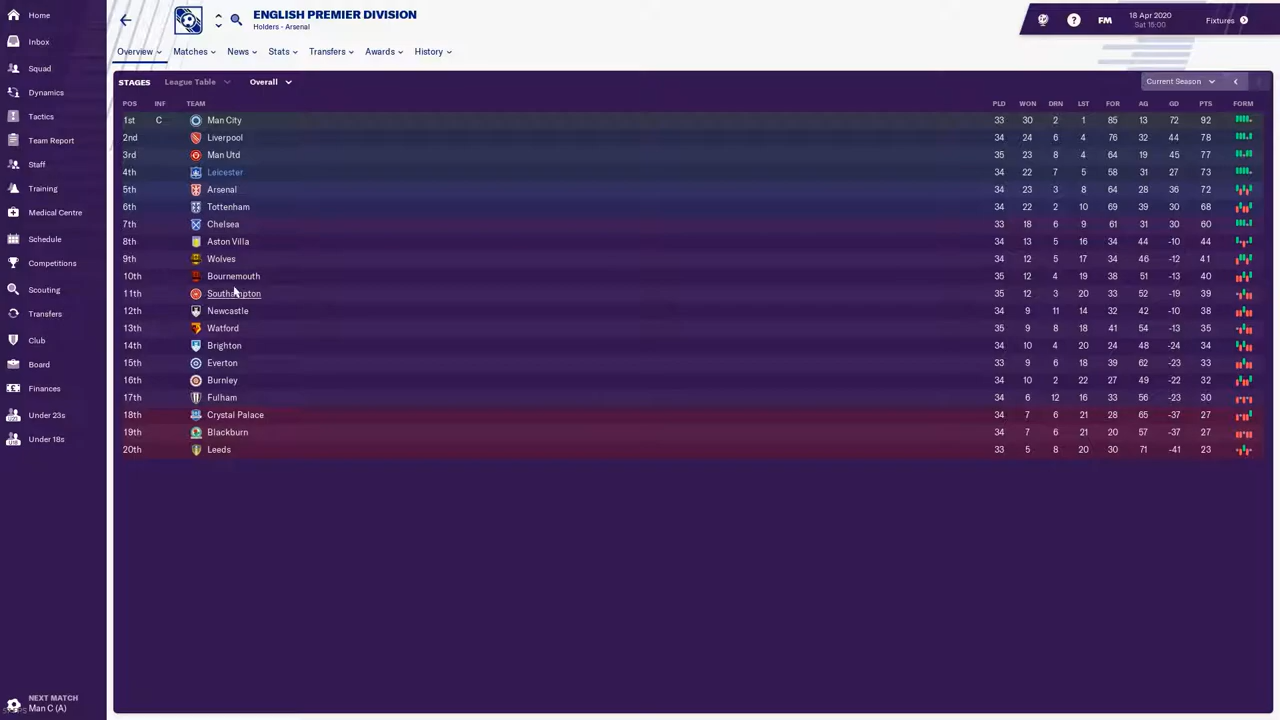 Home
Inbox
Squad
Dynamics
Tactics
Team Report
Staff
Training
Medical Centre
Schedule
Competitions
Scouting
Transfers
Club
Board
Finances
Under 23s
Under 18s
NEXT MATCH
Man C (A)
ENGLISH PREMIER DIVISION
Holders - Arsenal
FM
18 Apr 2020
Sat 15:00
Fixtures
Overview Matches News Stats Transfers Awards History
STAGES League Table Overall Current Season
POS INF TEAM PLD WON DRN LST FOR AG GD PTS FORM
1st C Man City 33 30 2 1 85 13 72 92
2nd Liverpool 34 24 6 4 76 32 44 78
3rd Man Utd 35 23 8 4 64 19 45 77
4th Leicester 34 22 7 5 58 31 27 73
5th Arsenal 34 23 3 8 64 28 36 72
6th Tottenham 34 22 2 10 69 39 30 68
7th Chelsea 33 18 6 9 61 31 30 60
8th Aston Villa 34 13 5 16 34 44 -10 44
9th Wolves 34 12 5 17 34 46 -12 41
10th Bournemouth 35 12 4 19 38 51 -13 40
11th Southampton 35 12 3 20 33 52 -19 39
12th Newcastle 34 9 11 14 32 42 -10 38
13th Watford 35 9 8 18 41 54 -13 35
14th Brighton 34 10 4 20 24 48 -24 34
15th Everton 33 9 6 18 39 62 -23 33
16th Burnley 34 10 2 22 27 49 -22 32
17th Fulham 34 6 12 16 33 56 -23 30
18th Crystal Palace 34 7 6 21 28 65 -37 27
19th Blackburn 34 7 6 21 20 57 -37 27
20th Leeds 33 5 8 20 30 71 -41 23